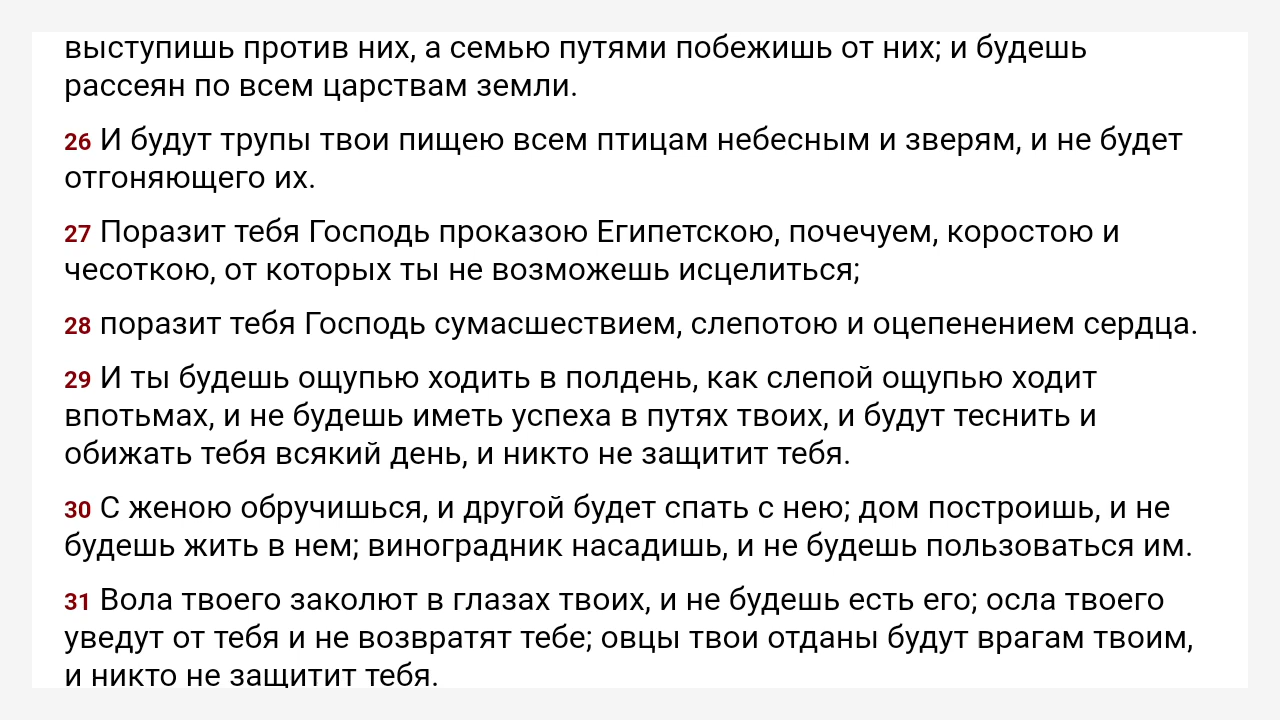 выступишь против них, а семью путями побежишь от них; и будешь
рассеян по всем царствам земли.
26 И будут трупы твои пищею всем птицам небесным и зверям, и не будет
отгоняющего их.
27 Поразит тебя Господь проказою Египетскою, почечуем, коростою и
чесоткою, от которых ты не возможешь исцелиться;
28 поразит тебя Господь сумасшествием, слепотою и оцепенением сердца.
29 И ты будешь ощупью ходить в полдень, как слепой ощупью ходит
впотьмах, и не будешь иметь успеха в путях твоих, и будут теснить и
обижать тебя всякий день, и никто не защитит тебя.
30 С женою обручишься, и другой будет спать с нею; дом построишь, и не
будешь жить в нем; виноградник насадишь, и не будешь пользоваться им.
31 Вола твоего заколют в глазах твоих, и не будешь есть его; осла твоего
уведут от тебя и не возвратят тебе; овцы твои отданы будут врагам твоим,
и никто не защитит тебя.